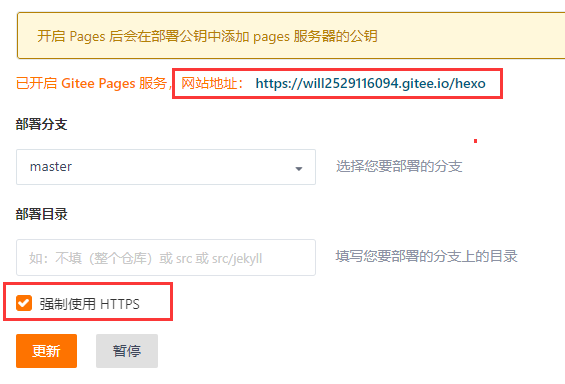 开启 Pages 后会在部署公钥中添加 pages 服务器的公钥
已开启 Gitee Pages 服务，网站地址： https://will2529116094.gitee.io/hexo
部署分支
master 选择您要部署的分支
部署目录
如：不填（整个仓库）或 src 或 src/jekyll 填写您要部署的分支上的目录
强制使用 HTTPS
更新 暂停